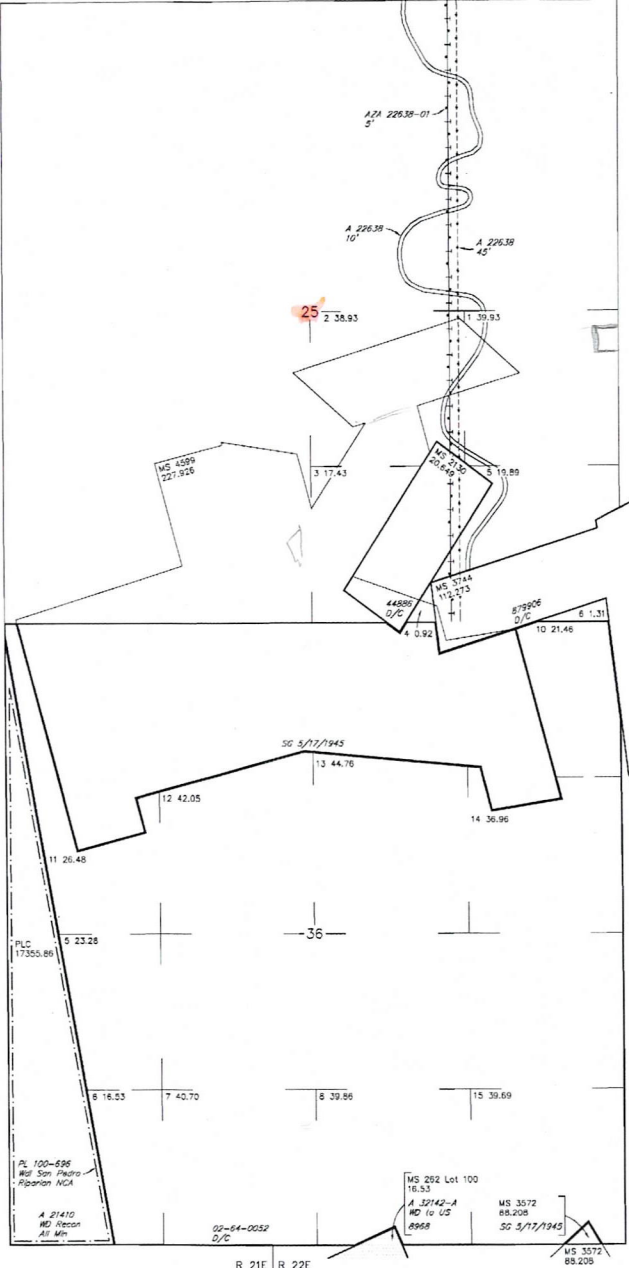 AZA 22638-01
5'
A 22638
10'
A 22638
45'
25
2 38.93
1 39.93
MS 4599
227.926
3 17.43
MS 2130
20.649
5 19.89
MS 3744
112.273
44886
D/C
879906
D/C
4 0.92
10 21.46
6 1.31
SG 5/17/1945
13 44.76
12 42.05
14 36.96
11 26.48
PLC
17355.86
5 23.28
36
6 16.53
7 40.70
8 39.86
15 39.69
PL 100-696
Wdl San Pedro
Riparian NCA
A 21410
WD Recon
All Min
02-64-0052
D/C
MS 262 Lot 100
16.53
A 32142-A
WD to US
8968
MS 3572
88.208
SG 5/17/1945
MS 3572
88.208
R 21E R 22E